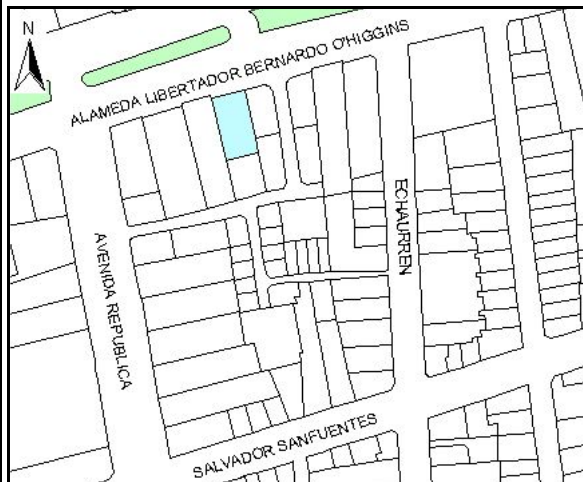 N
ALAMEDA LIBERTADOR BERNARDO O'HIGGINS
ECHAURREN
AVENIDA REPUBLICA
SALVADOR SANFUENTES